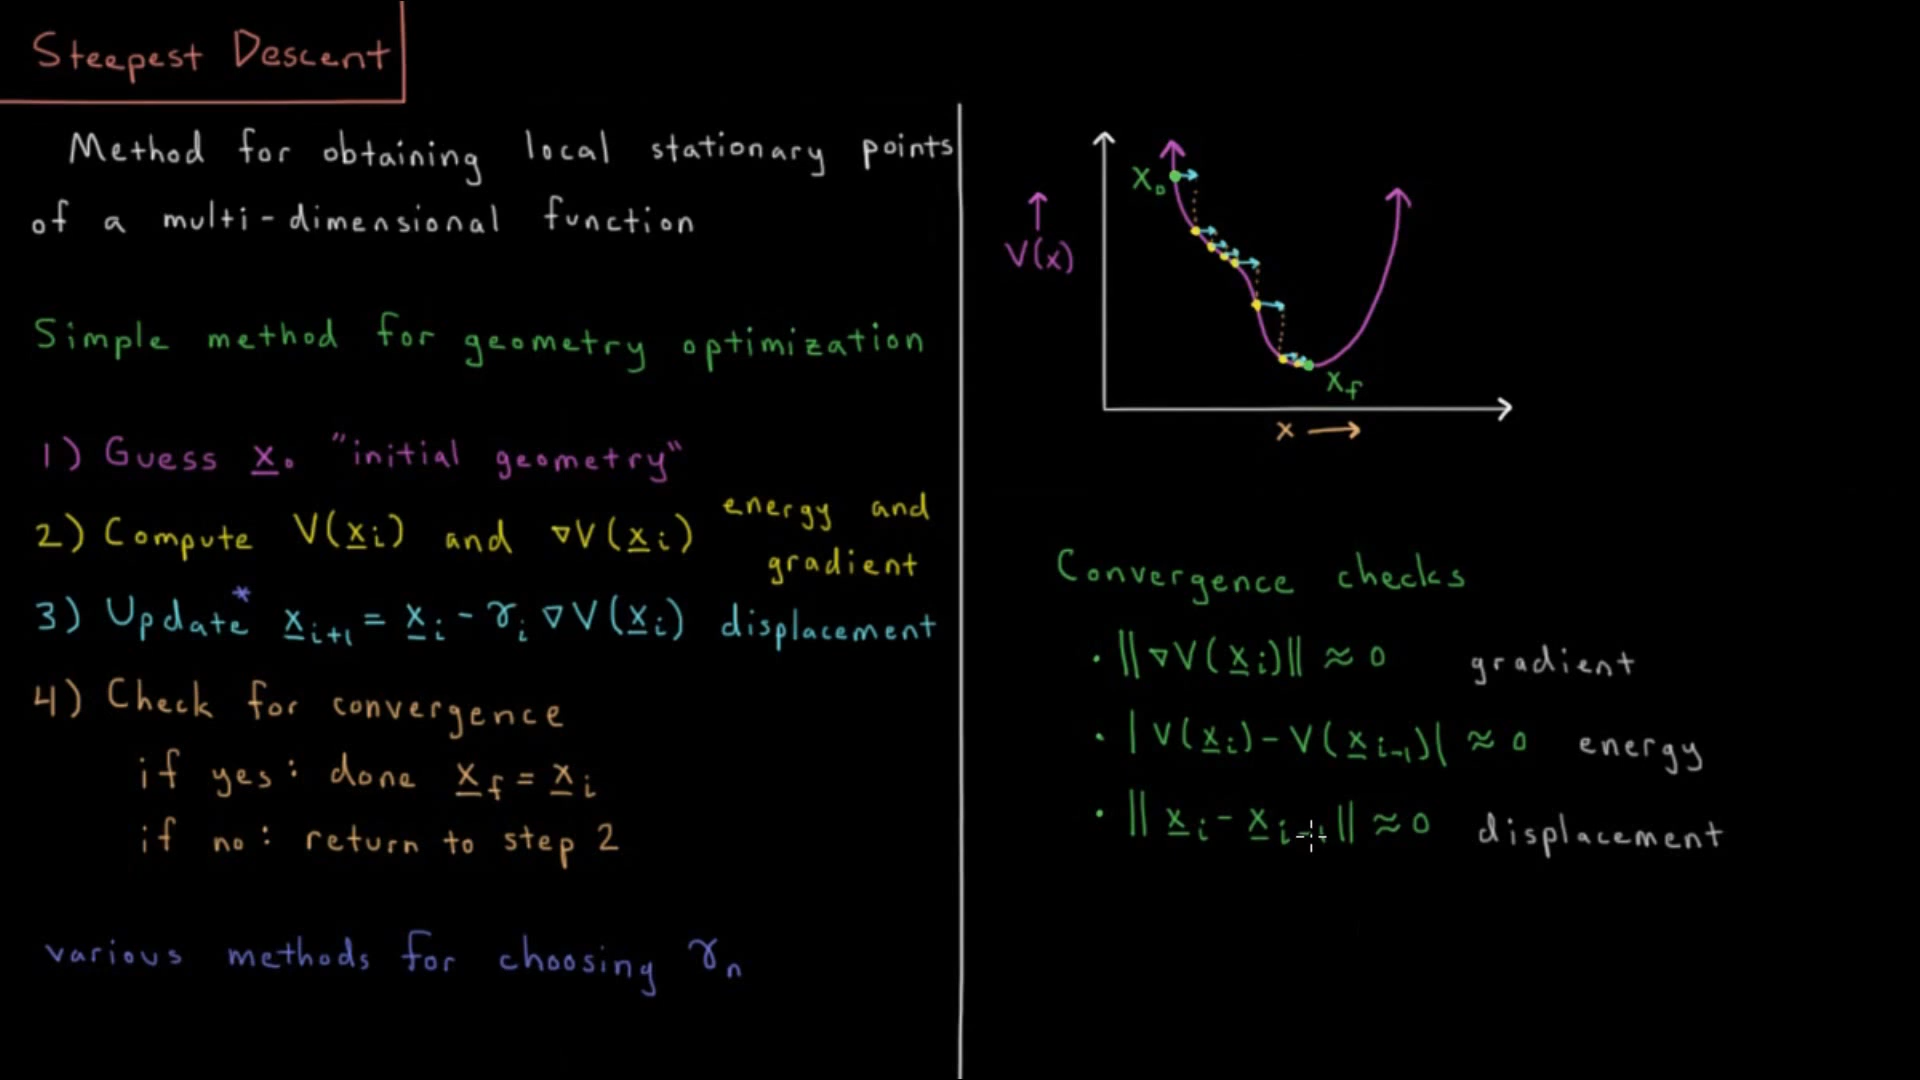 Steepest Descent
Method for obtaining local stationary points
of a multi-dimensional function
Simple method for geometry optimization
1) Guess x₀ "initial geometry"
2) Compute V(xᵢ) and ∇V(xᵢ) energy and gradient
3) Update* xᵢ₊₁ = xᵢ - γᵢ ∇V(xᵢ) displacement
4) Check for convergence
if yes: done x_f = xᵢ
if no: return to step 2
various methods for choosing γₙ
x₀
↑
V(x)
x_f
x →
Convergence checks
• ||∇V(xᵢ)|| ≈ 0 gradient
• |V(xᵢ) - V(xᵢ₋₁)| ≈ 0 energy
• ||xᵢ - xᵢ₋₁|| ≈ 0 displacement